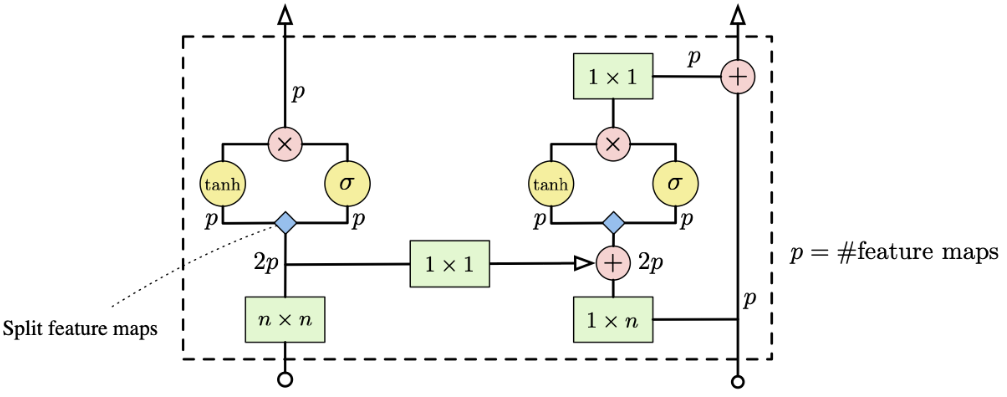 p
1 × 1
p
+
×
×
tanh
σ
tanh
σ
p
p
p
p
2p
1 × 1
+
2p
p = #feature maps
n × n
1 × n
p
Split feature maps